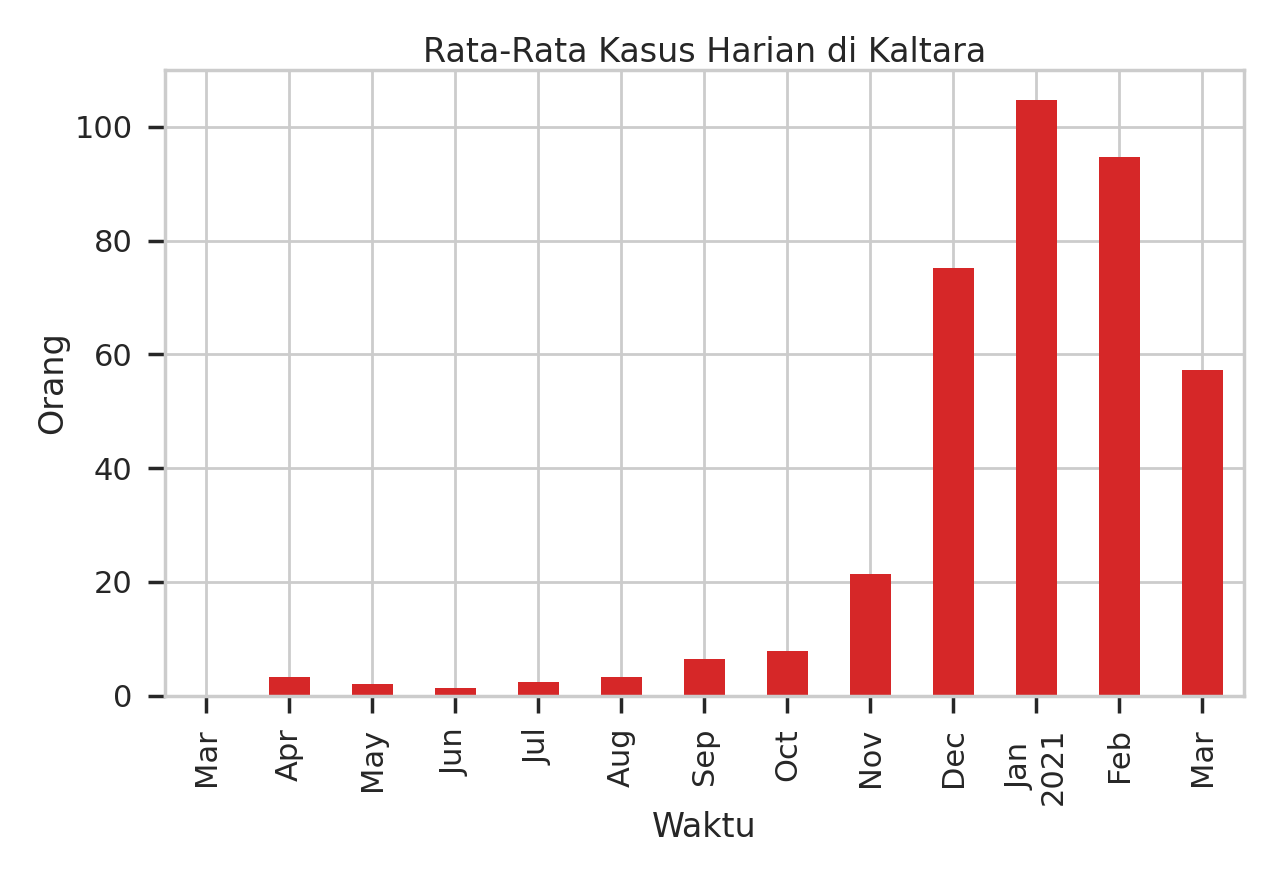 Rata-Rata Kasus Harian di Kaltara
100
80
60
40
20
0
Orang
Mar
Apr
May
Jun
Jul
Aug
Sep
Oct
Nov
Dec
Jan
2021
Feb
Mar
Waktu